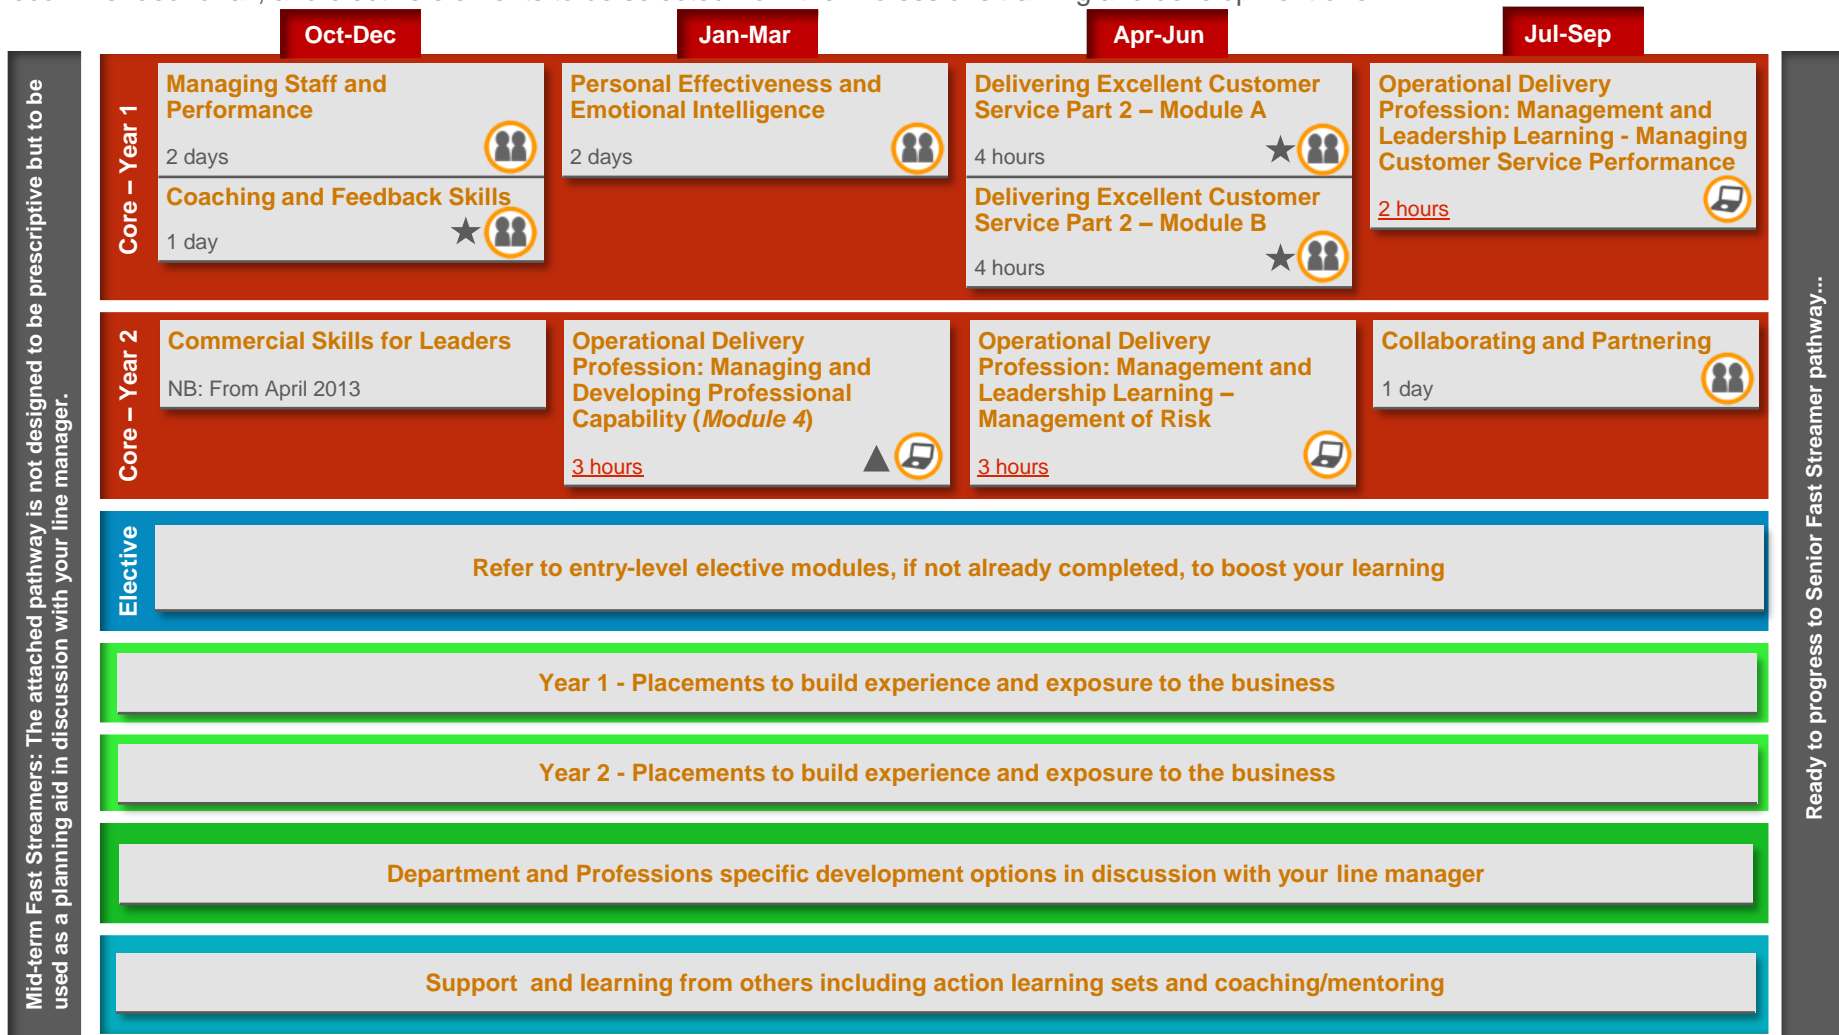 Oct-Dec
Jan-Mar
Apr-Jun
Jul-Sep
Mid-term Fast Streamers: The attached pathway is not designed to be prescriptive but to be
used as a planning aid in discussion with your line manager.
Core – Year 1
Managing Staff and
Performance
2 days
Coaching and Feedback Skills
1 day
Personal Effectiveness and
Emotional Intelligence
2 days
Delivering Excellent Customer
Service Part 2 – Module A
4 hours
Delivering Excellent Customer
Service Part 2 – Module B
4 hours
Operational Delivery
Profession: Management and
Leadership Learning - Managing
Customer Service Performance
2 hours
Core – Year 2
Commercial Skills for Leaders
NB: From April 2013
Operational Delivery
Profession: Managing and
Developing Professional
Capability (Module 4)
3 hours
Operational Delivery
Profession: Management and
Leadership Learning –
Management of Risk
3 hours
Collaborating and Partnering
1 day
Elective
Refer to entry-level elective modules, if not already completed, to boost your learning
Year 1 - Placements to build experience and exposure to the business
Year 2 - Placements to build experience and exposure to the business
Department and Professions specific development options in discussion with your line manager
Support  and learning from others including action learning sets and coaching/mentoring
Ready to progress to Senior Fast Streamer pathway...